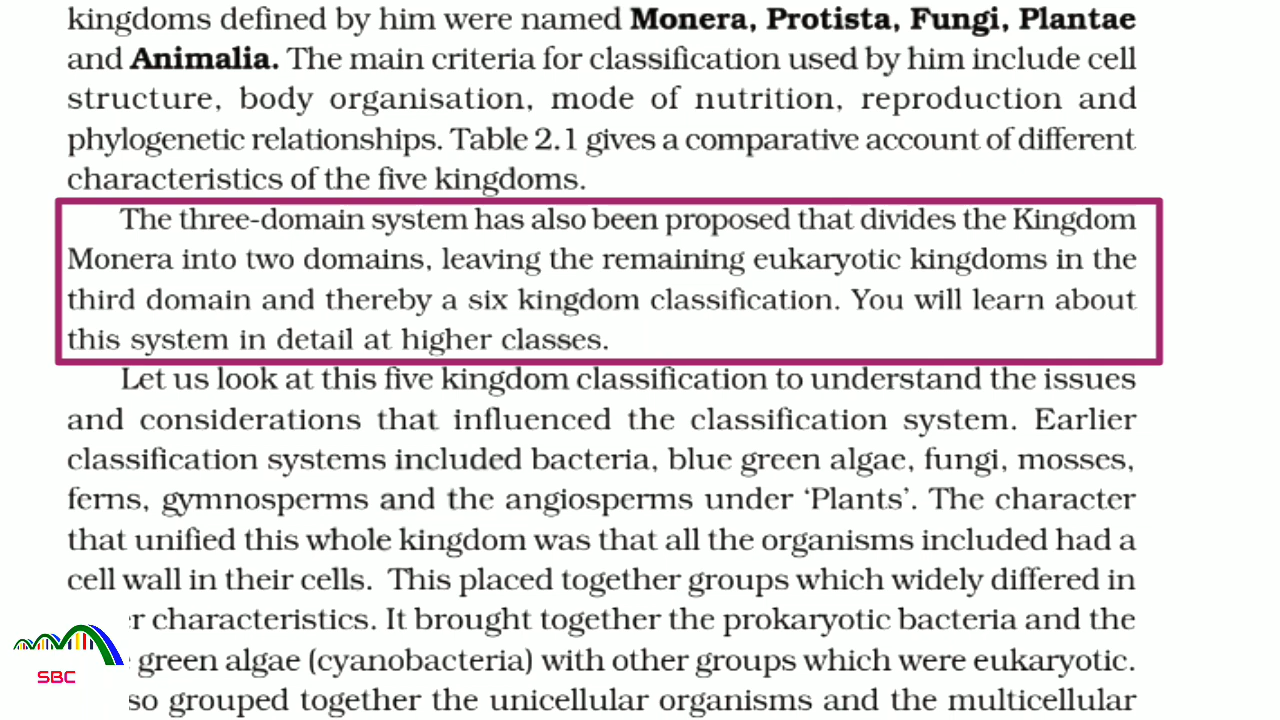 kingdoms defined by him were named Monera, Protista, Fungi, Plantae
and Animalia. The main criteria for classification used by him include cell
structure, body organisation, mode of nutrition, reproduction and
phylogenetic relationships. Table 2.1 gives a comparative account of different
characteristics of the five kingdoms.
The three-domain system has also been proposed that divides the Kingdom
Monera into two domains, leaving the remaining eukaryotic kingdoms in the
third domain and thereby a six kingdom classification. You will learn about
this system in detail at higher classes.
Let us look at this five kingdom classification to understand the issues
and considerations that influenced the classification system. Earlier
classification systems included bacteria, blue green algae, fungi, mosses,
ferns, gymnosperms and the angiosperms under ‘Plants’. The character
that unified this whole kingdom was that all the organisms included had a
cell wall in their cells. This placed together groups which widely differed in
characteristics. It brought together the prokaryotic bacteria and the
green algae (cyanobacteria) with other groups which were eukaryotic.
so grouped together the unicellular organisms and the multicellular
SBC